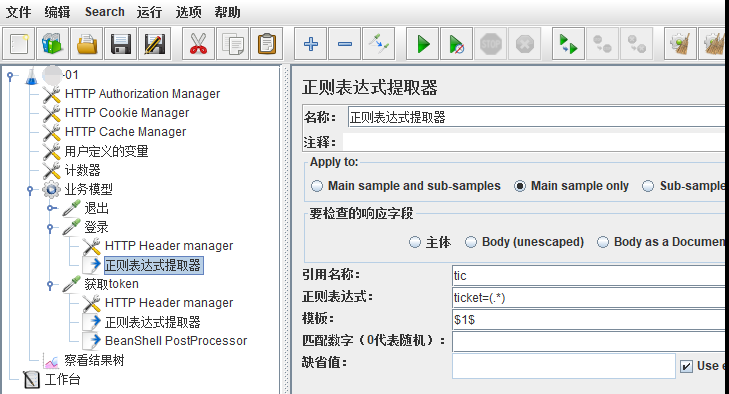 文件 编辑 Search 运行 选项 帮助
-01
HTTP Authorization Manager
HTTP Cookie Manager
HTTP Cache Manager
用户定义的变量
计数器
业务模型
退出
登录
HTTP Header manager
正则表达式提取器
获取token
HTTP Header manager
正则表达式提取器
BeanShell PostProcessor
察看结果树
工作台
正则表达式提取器
名称: 正则表达式提取器
注释:
Apply to:
Main sample and sub-samples Main sample only Sub-sample
要检查的响应字段
主体 Body (unescaped) Body as a Documen
引用名称: tic
正则表达式: ticket=(.*)
模板: $1$
匹配数字（0代表随机）:
缺省值: Use e